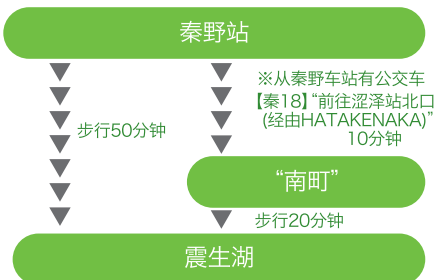 秦野站
※从秦野车站有公交车
【秦18】“前往涩泽站北口
(经由HATAKENAKA)”
10分钟
步行50分钟
“南町”
步行20分钟
震生湖